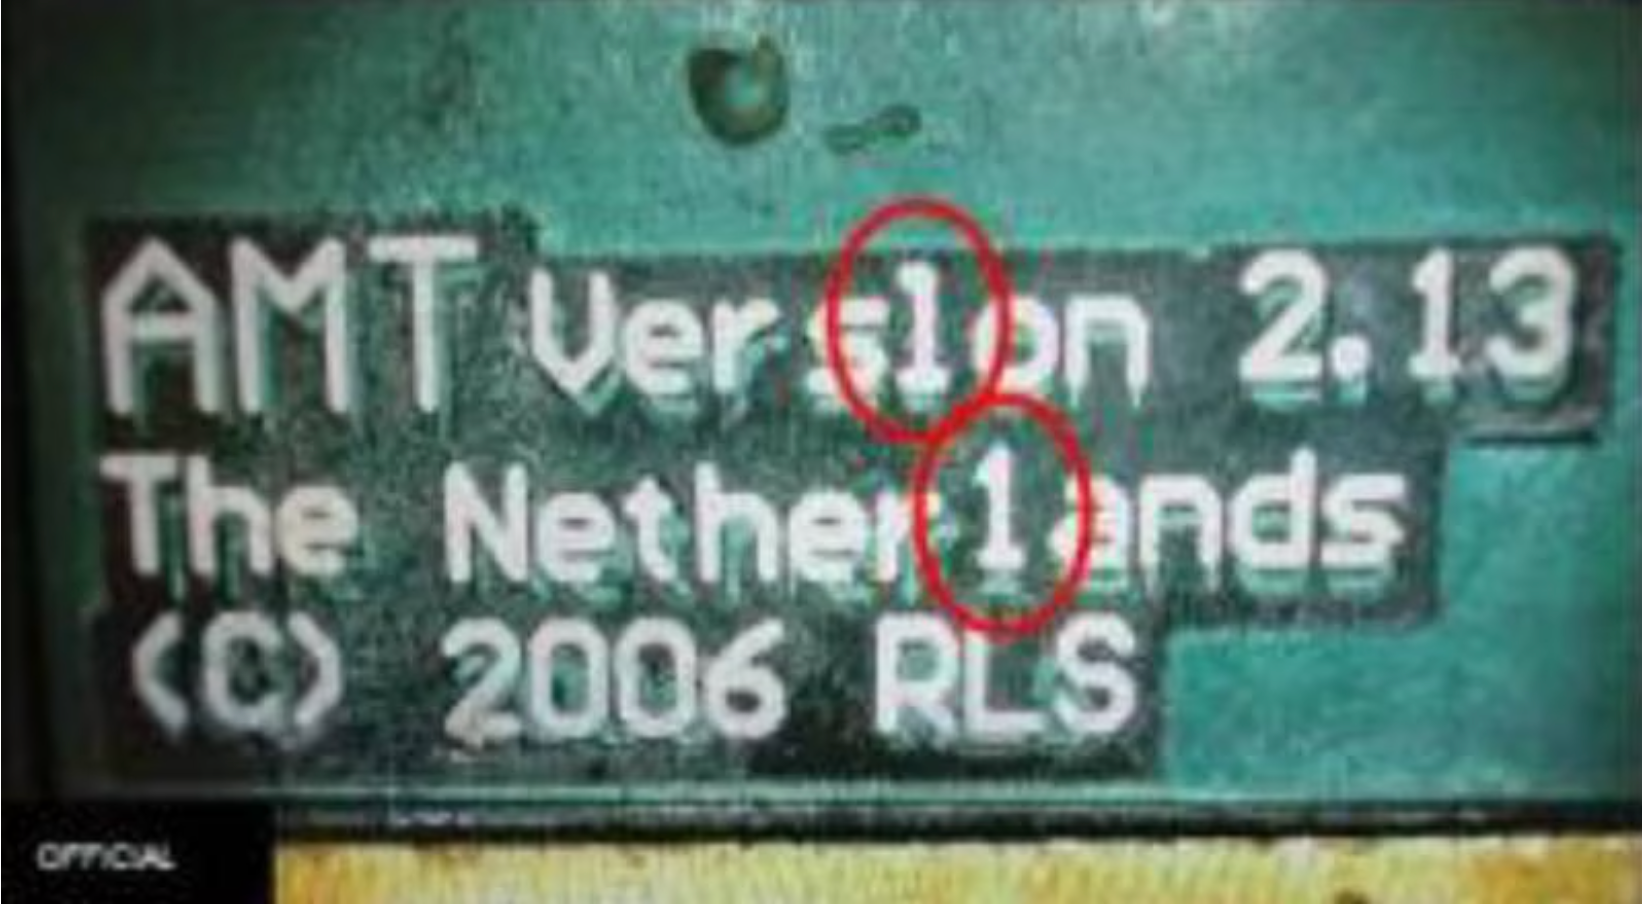 AMT Vers1on 2.13
The Nether1ands
(C) 2006 RLS
OFFICIAL